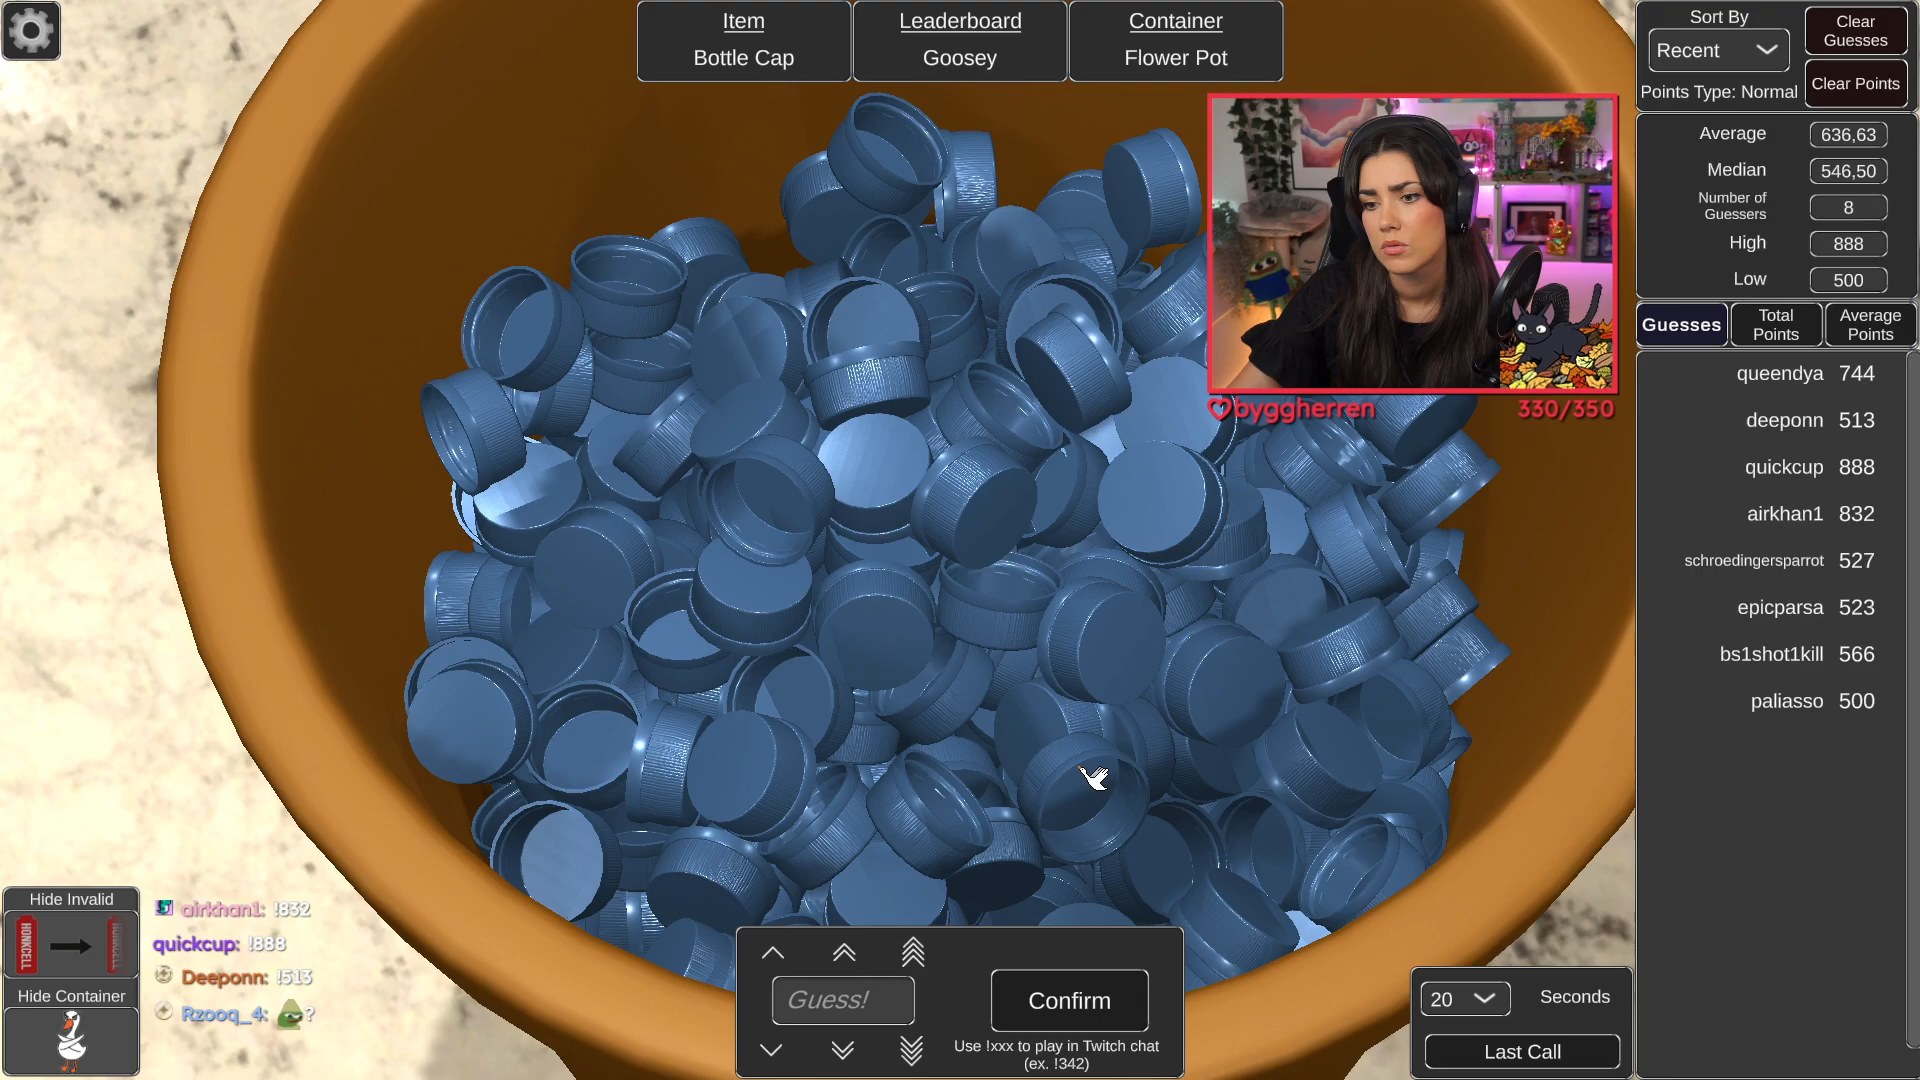 Item
Bottle Cap
Leaderboard
Goosey
Container
Flower Pot
Sort By
Recent
Clear
Guesses
Clear Points
Points Type: Normal
Average 636,63
Median 546,50
Number of
Guessers 8
High 888
Low 500
Guesses
Total
Points
Average
Points
queendya 744
deeponn 513
quickcup 888
airkhan1 832
schroedingersparrot 527
epicparsa 523
bs1shot1kill 566
paliasso 500
byggherren 330/350
Hide Invalid
HONKCELL
HONKCELL
Hide Container
airkhan1: !832
quickcup: !888
Deeponn: !513
Rzooq_4: ?
Guess!
Confirm
Use !xxx to play in Twitch chat
(ex. !342)
20
Seconds
Last Call